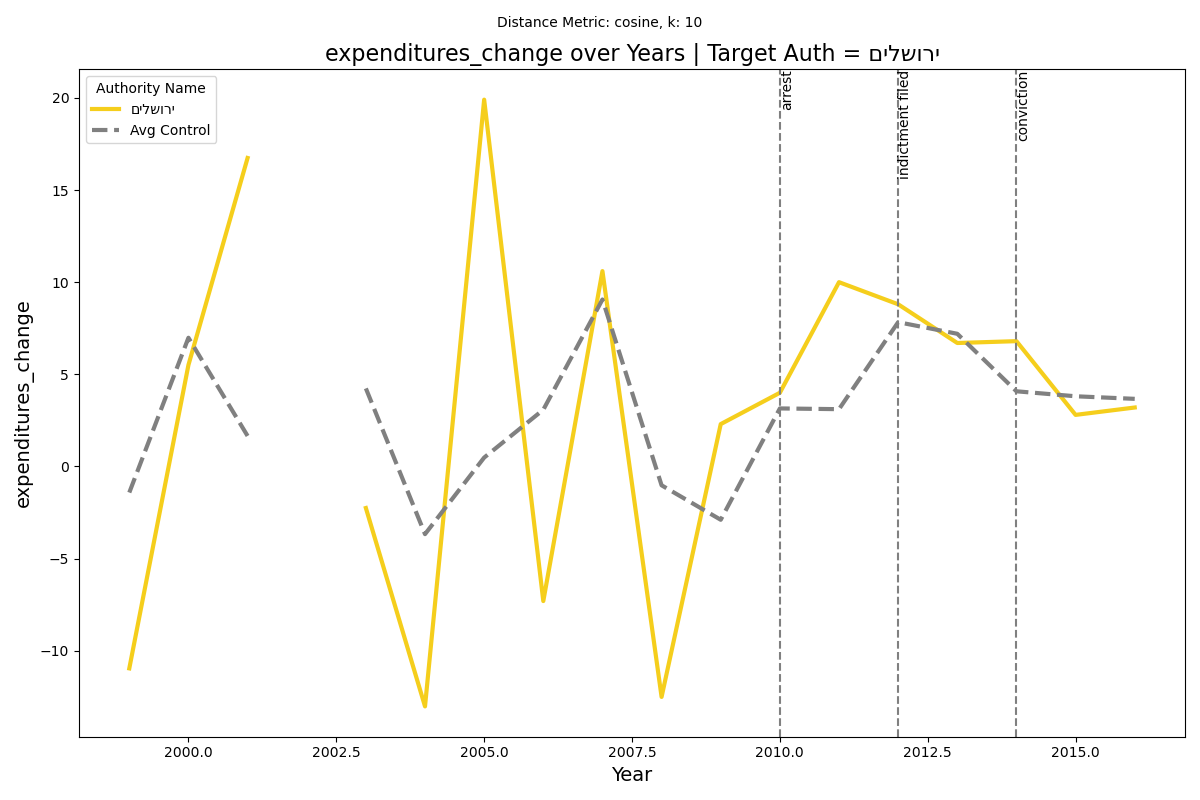 Distance Metric: cosine, k: 10
expenditures_change over Years | Target Auth = ירושלים
Authority Name
ירושלים
Avg Control
arrest
indictment filed
conviction
20
15
10
5
0
−5
−10
expenditures_change
2000.0
2002.5
2005.0
2007.5
2010.0
2012.5
2015.0
Year